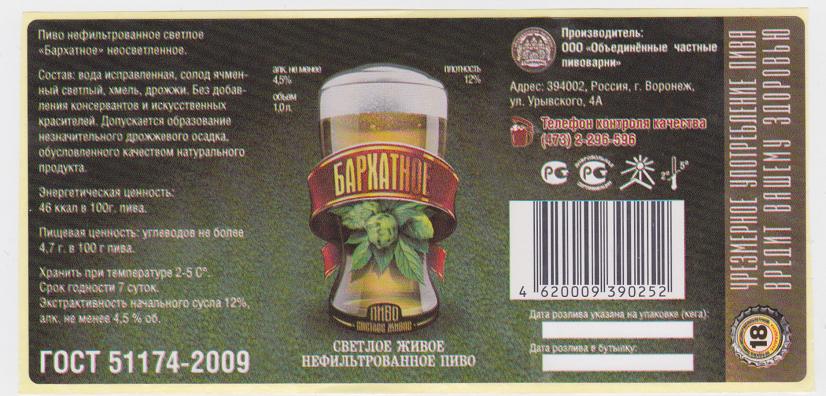 Пиво нефильтрованное светлое
«Бархатное» неосветленное.
Состав: вода исправленная, солод ячмен-
ный светлый, хмель, дрожжи. Без добав-
ления консервантов и искусственных
красителей. Допускается образование
незначительного дрожжевого осадка,
обусловленного качеством натурального
продукта.
Энергетическая ценность:
46 ккал в 100г. пива.
Пищевая ценность: углеводов не более
4,7 г. в 100 г пива.
Хранить при температуре 2-5 С°.
Срок годности 7 суток.
Экстрактивность начального сусла 12%,
алк. не менее 4,5 % об.
ГОСТ 51174-2009
алк. не менее
4,5%
объем
1,0 л.
плотность
12%
БАРХАТНОЕ
ПИВО
СВЕТЛОЕ ЖИВОЕ
СВЕТЛОЕ ЖИВОЕ
НЕФИЛЬТРОВАННОЕ ПИВО
Производитель:
ООО «Объединённые частные
пивоварни»
Адрес: 394002, Россия, г. Воронеж,
ул. Урывского, 4А
Телефон контроля качества
(473) 2-296-596
2° 5°
4 620009 390252
Дата розлива указана на упаковке (кега):
Дата розлива в бутылку:
ЧРЕЗМЕРНОЕ УПОТРЕБЛЕНИЕ ПИВА
ВРЕДИТ ВАШЕМУ ЗДОРОВЬЮ
18